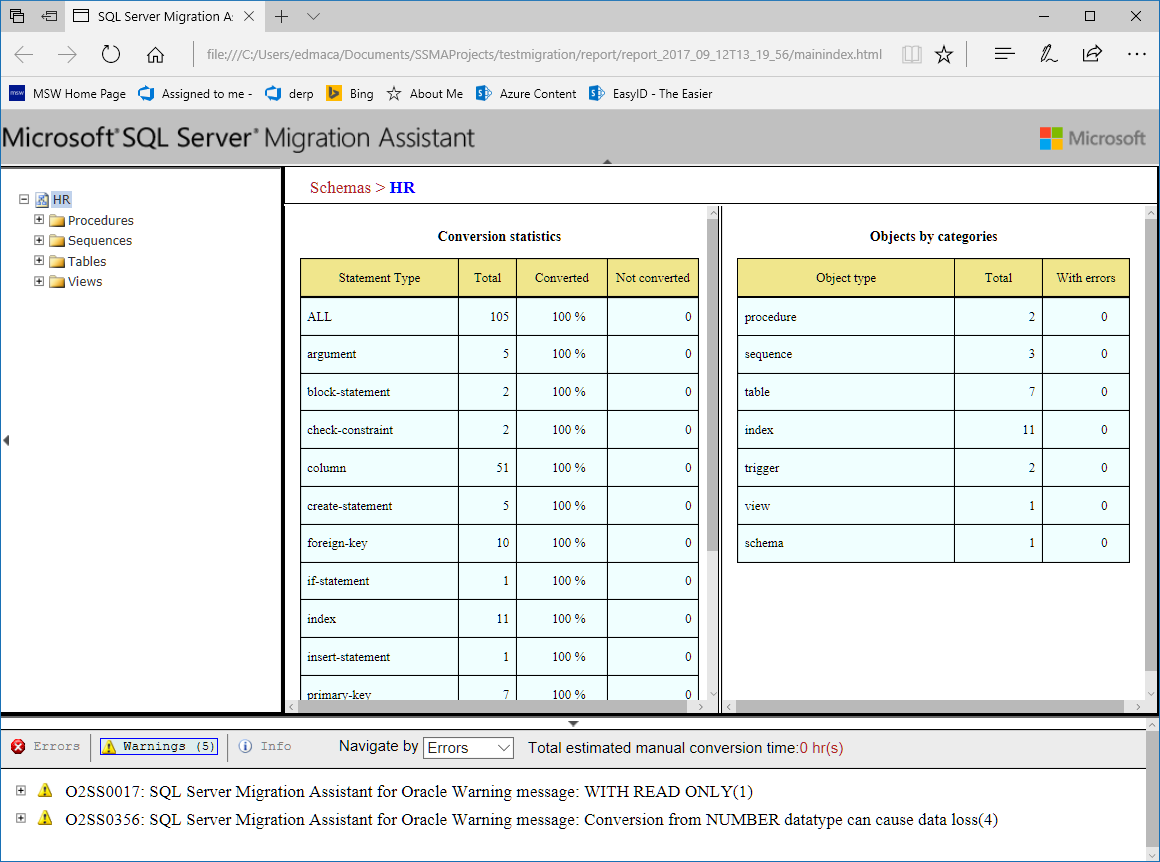 SQL Server Migration A:
file:///C:/Users/edmaca/Documents/SSMAProjects/testmigration/report/report_2017_09_12T13_19_56/mainindex.html
msw MSW Home Page Assigned to me - derp Bing About Me Azure Content EasyID - The Easier
Microsoft® SQL Server® Migration Assistant
Microsoft
HR
Procedures
Sequences
Tables
Views
Schemas > HR
Conversion statistics
Statement Type Total Converted Not converted
ALL 105 100 % 0
argument 5 100 % 0
block-statement 2 100 % 0
check-constraint 2 100 % 0
column 51 100 % 0
create-statement 5 100 % 0
foreign-key 10 100 % 0
if-statement 1 100 % 0
index 11 100 % 0
insert-statement 1 100 % 0
primary-key 7 100 % 0
Objects by categories
Object type Total With errors
procedure 2 0
sequence 3 0
table 7 0
index 11 0
trigger 2 0
view 1 0
schema 1 0
Errors Warnings (5) Info Navigate by Errors Total estimated manual conversion time:0 hr(s)
O2SS0017: SQL Server Migration Assistant for Oracle Warning message: WITH READ ONLY(1)
O2SS0356: SQL Server Migration Assistant for Oracle Warning message: Conversion from NUMBER datatype can cause data loss(4)